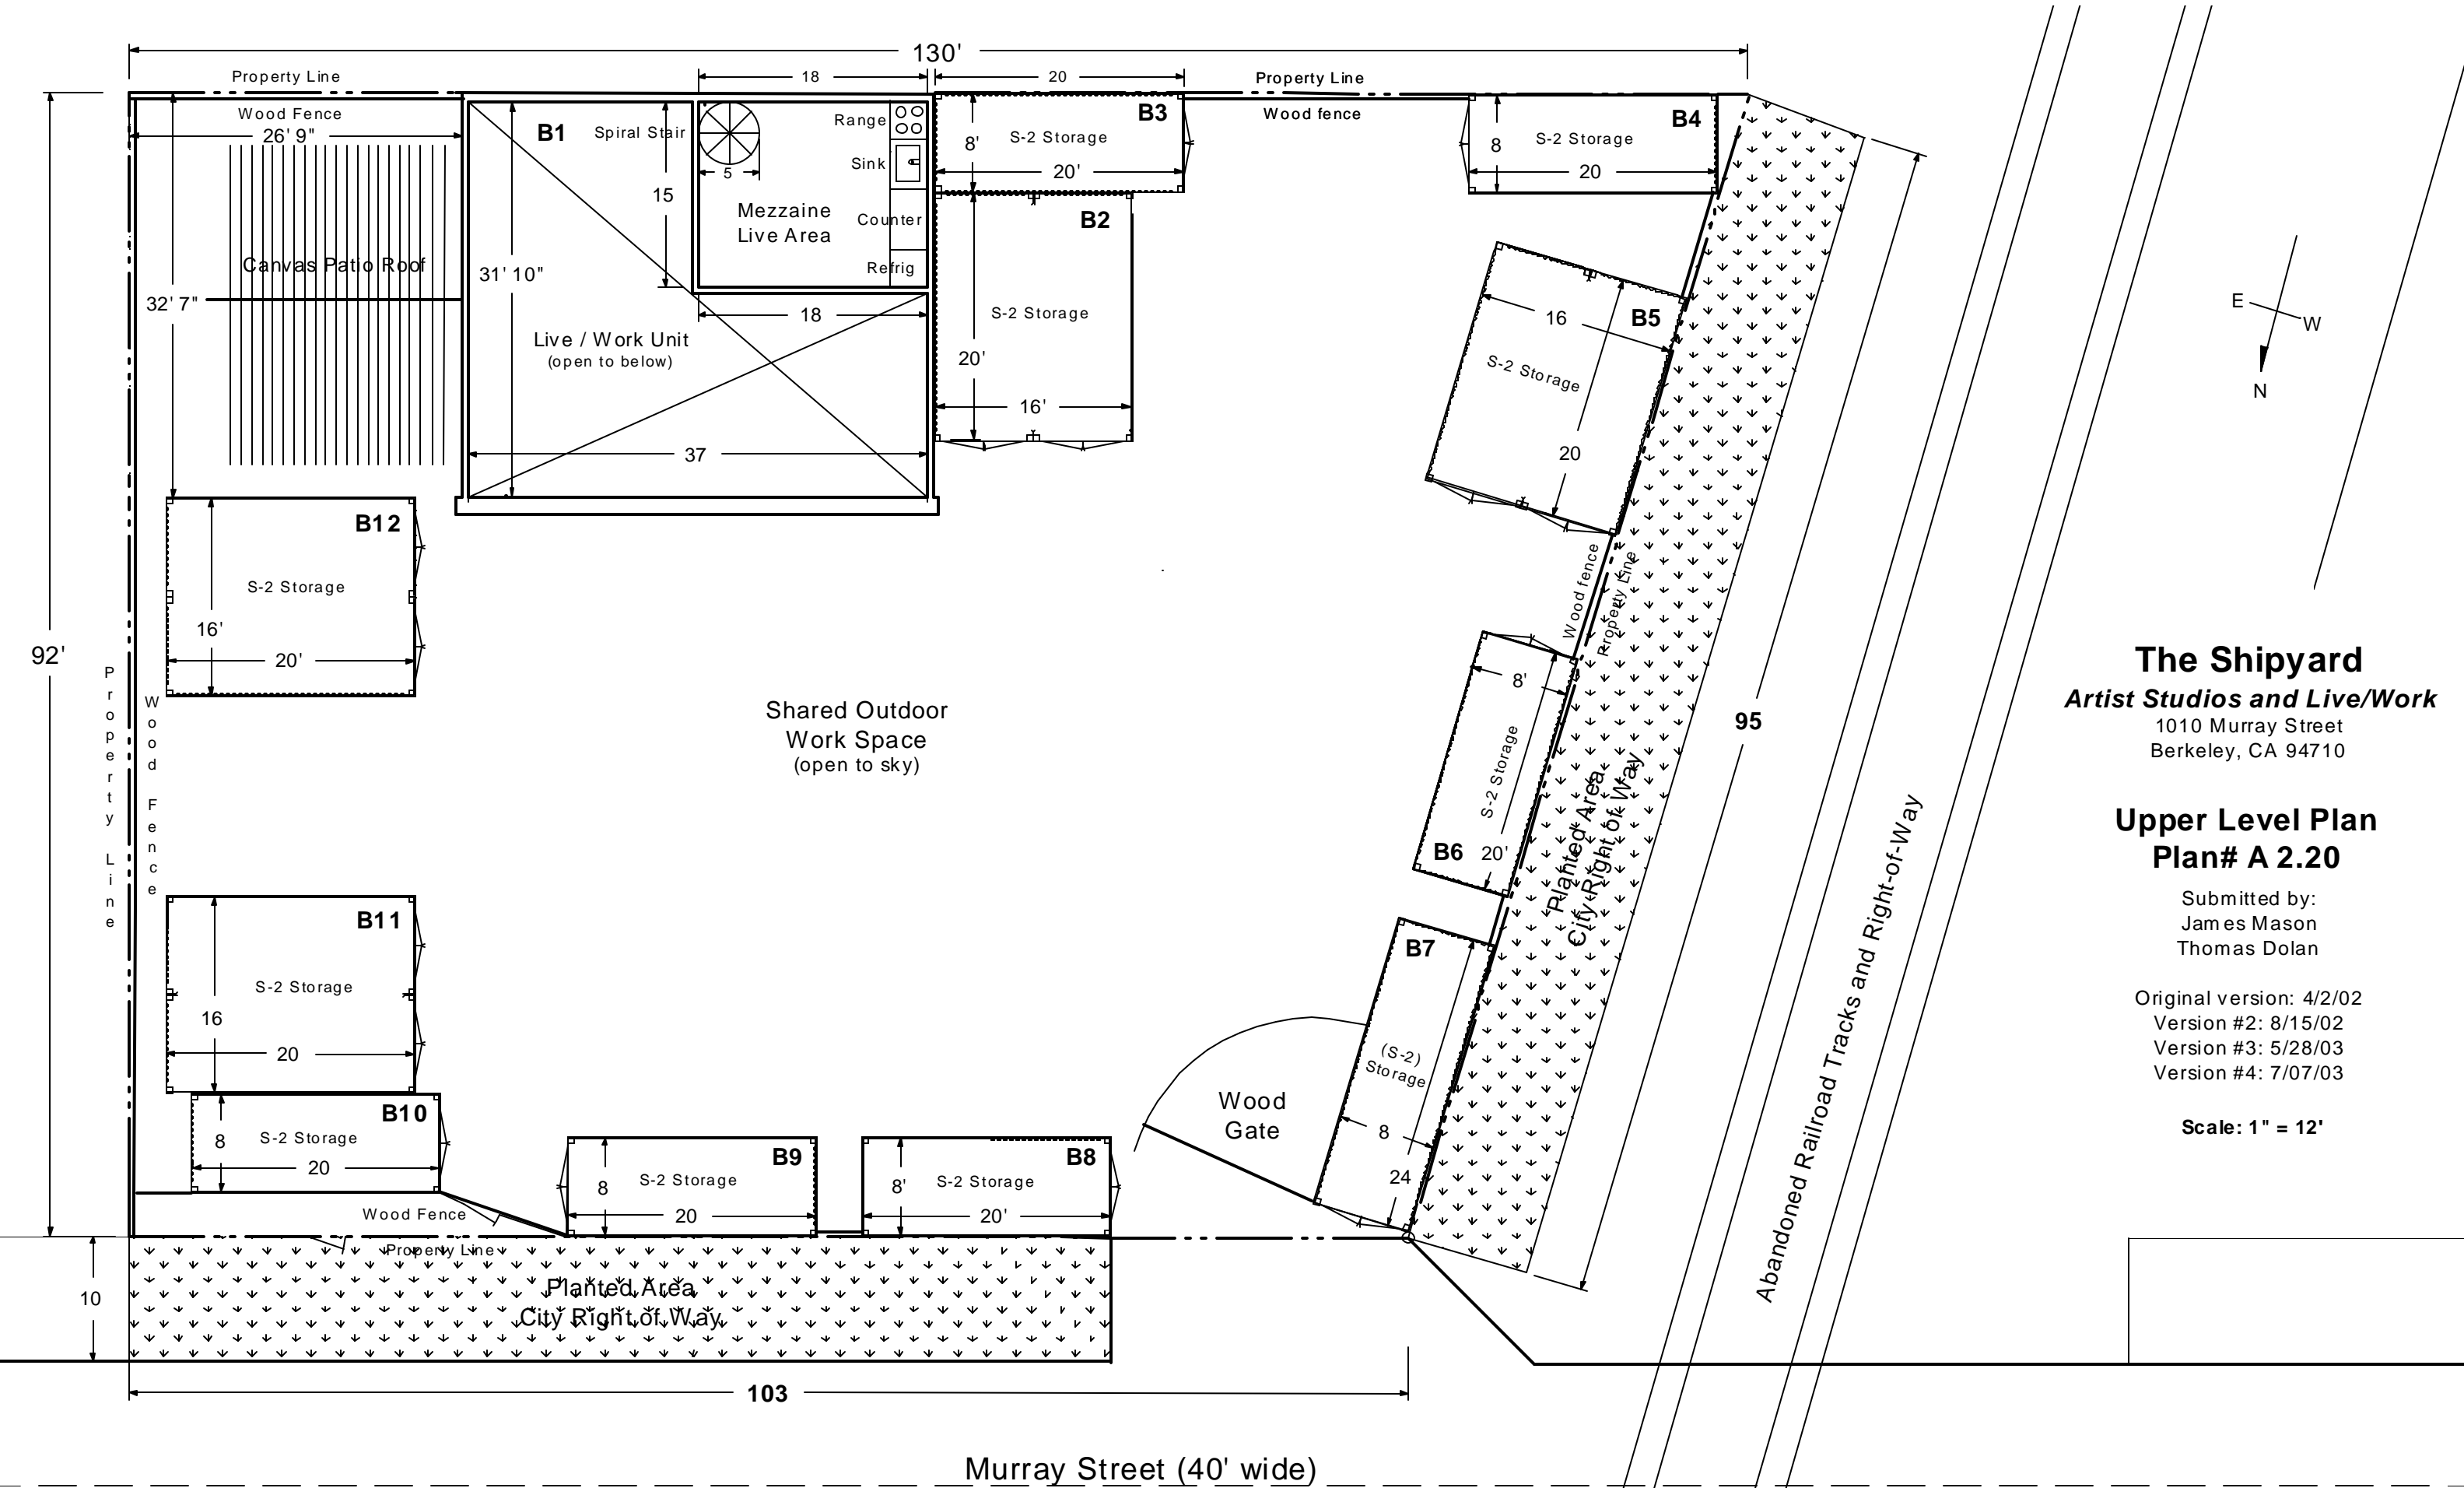 130'
Property Line
18
20
Property Line
Wood Fence
26' 9"
B1
Spiral Stair
Range
B3
S-2 Storage
8'
20'
Wood fence
B4
S-2 Storage
8
20
Sink
5
15
Mezzaine
Live Area
Counter
B2
Refrig
Canvas Patio Roof
31' 10"
32' 7"
18
S-2 Storage
Live / Work Unit
(open to below)
20'
16'
37
16
B5
S-2 Storage
20
E
W
N
B12
S-2 Storage
16'
20'
Wood fence
Property Line
92'
Property Line
Wood Fence
Shared Outdoor
Work Space
(open to sky)
8'
S-2 Storage
B6
20'
95
Planted Area
City Right of Way
Abandoned Railroad Tracks and Right-of-Way
The Shipyard
Artist Studios and Live/Work
1010 Murray Street
Berkeley, CA 94710
Upper Level Plan
Plan# A 2.20
Submitted by:
James Mason
Thomas Dolan
Original version: 4/2/02
Version #2: 8/15/02
Version #3: 5/28/03
Version #4: 7/07/03
Scale: 1" = 12'
B11
S-2 Storage
16
20
B7
(S-2)
Storage
8
24
Wood
Gate
B10
S-2 Storage
8
20
B9
S-2 Storage
8
20
B8
S-2 Storage
8'
20'
Wood Fence
Property Line
10
Planted Area
City Right of Way
103
Murray Street (40' wide)